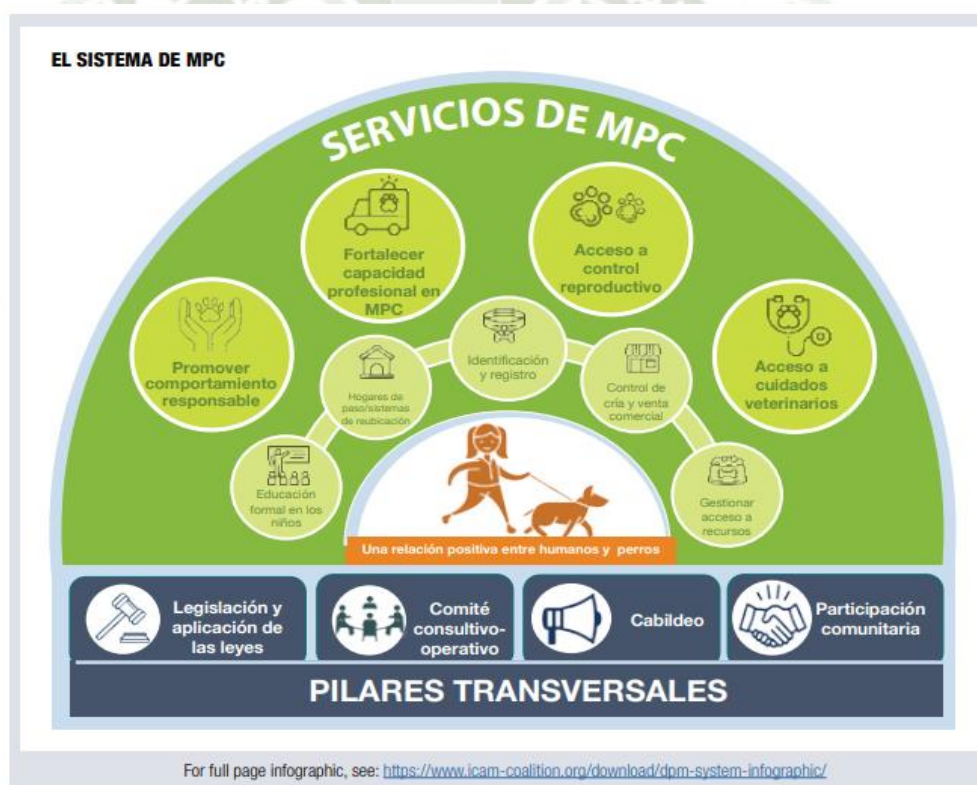 EL SISTEMA DE MPC
SERVICIOS DE MPC
Fortalecer
capacidad
profesional en
MPC
Acceso a
control
reproductivo
Promover
comportamiento
responsable
Acceso a
cuidados
veterinarios
Hogares de
paso/sistemas
de reubicación
Identificación
y registro
Control de
cría y venta
comercial
Educación
formal en los
niños
Gestionar
acceso a
recursos
Una relación positiva entre humanos y perros
Legislación y
aplicación de
las leyes
Comité
consultivo-
operativo
Cabildeo
Participación
comunitaria
PILARES TRANSVERSALES
For full page infographic, see: https://www.icam-coalition.org/download/dpm-system-infographic/